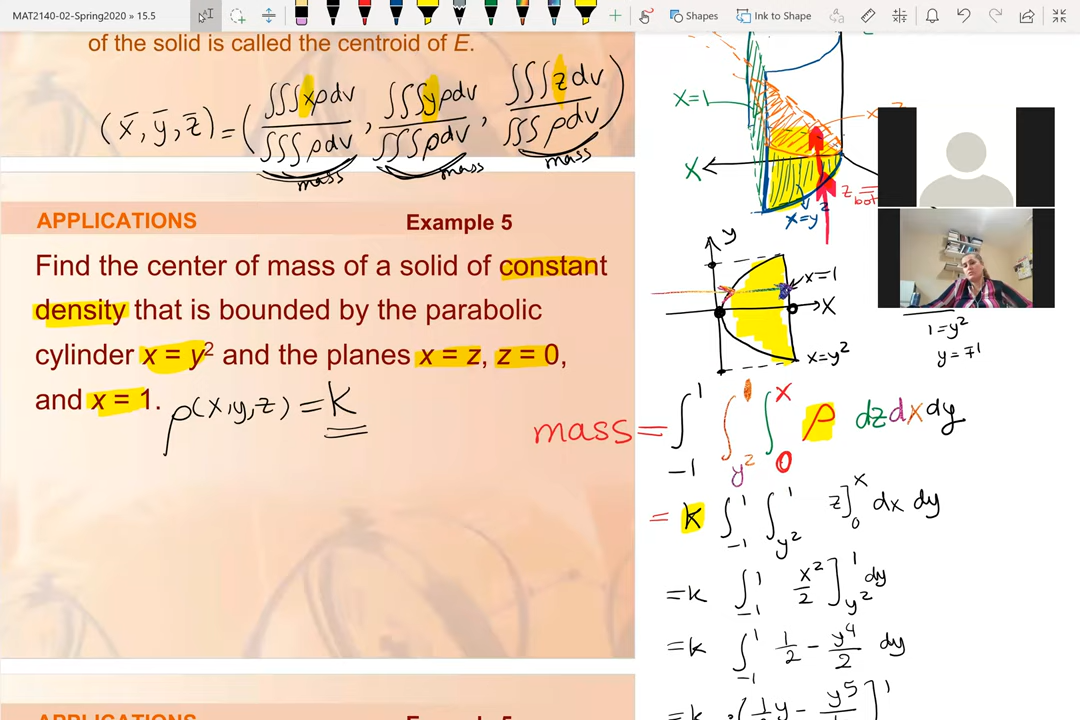 MAT2140-02-Spring2020 » 15.5
Shapes
Ink to Shape
of the solid is called the centroid of E.
(x̄, ȳ, z̄) = ( ∭xρdv / ∭ρdv , ∭yρdv / ∭ρdv , ∭zdv / ∭ρdv )
mass mass mass
APPLICATIONS Example 5
Find the center of mass of a solid of constant
density that is bounded by the parabolic
cylinder x = y² and the planes x = z, z = 0,
and x = 1.
ρ(x,y,z) = k
x=1
X
x=y²
z bot
y
x=1
X
x=y²
1=y²
y=∓1
mass = ∫₋₁¹ ∫_y²¹ ∫₀ˣ ρ dz dx dy
= k ∫₋₁¹ ∫_y²¹ z]₀ˣ dx dy
= k ∫₋₁¹ x²/2 ]_y²¹ dy
= k ∫₋₁¹ 1/2 − y⁴/2 dy